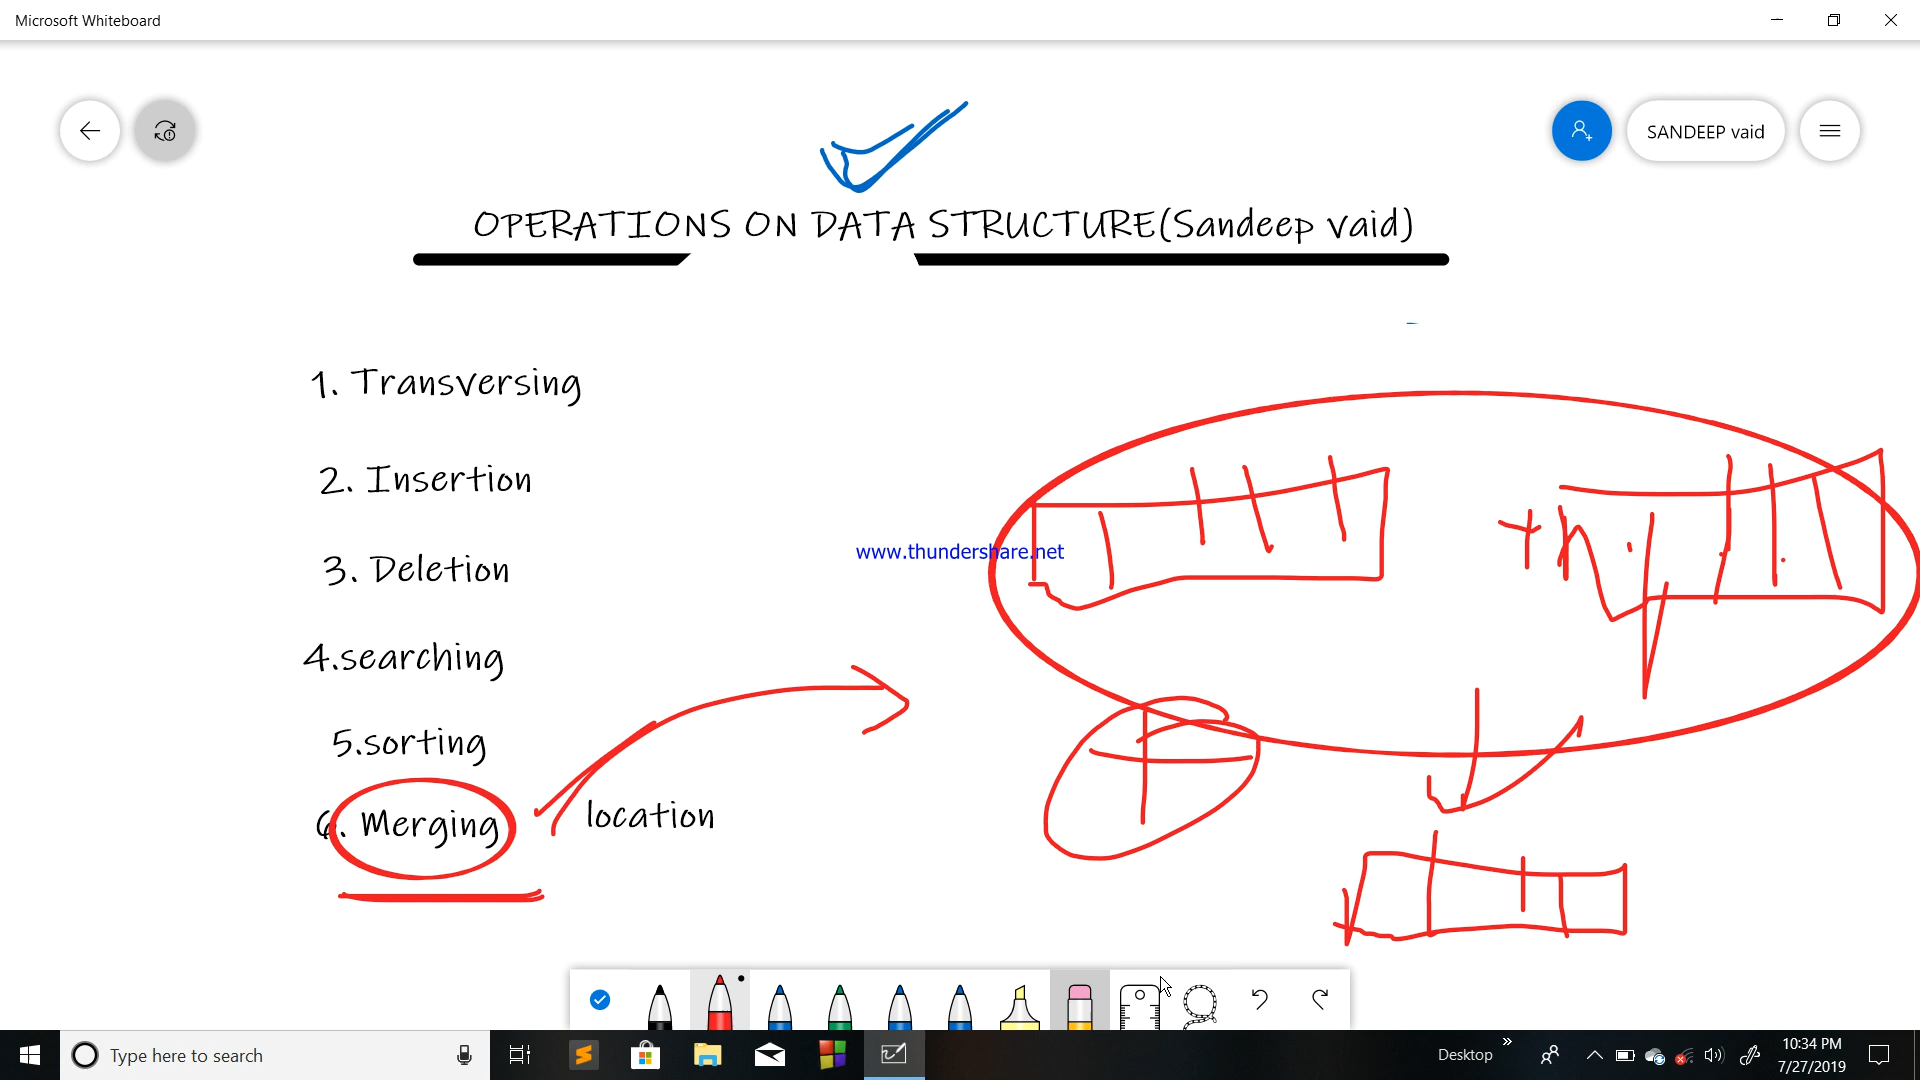 Microsoft Whiteboard
SANDEEP vaid
OPERATIONS ON DATA STRUCTURE(Sandeep vaid)
1. Transversing
2. Insertion
3. Deletion
www.thundershare.net
4.searching
5.sorting
6. Merging
location
Type here to search
Desktop
10:34 PM
7/27/2019